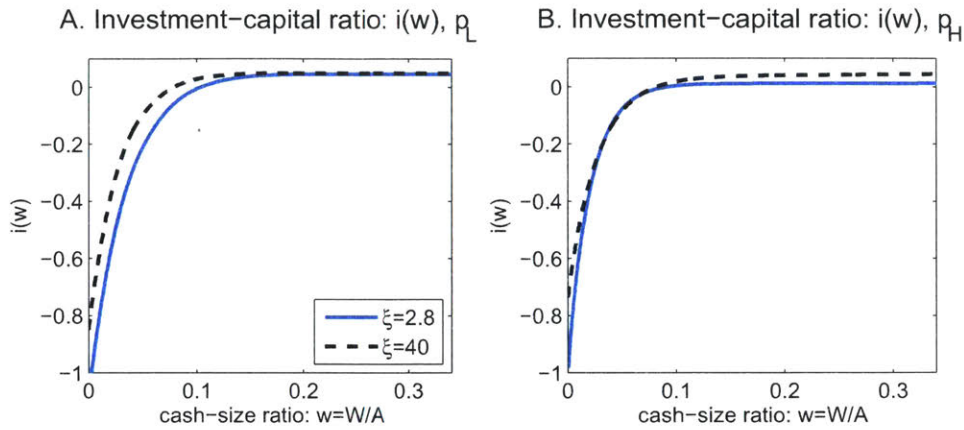 A. Investment−capital ratio: i(w), p_L
B. Investment−capital ratio: i(w), p_H
0
−0.2
−0.4
−0.6
−0.8
−1
i(w)
ξ=2.8
ξ=40
0
0.1
0.2
0.3
cash−size ratio: w=W/A
0
−0.2
−0.4
−0.6
−0.8
−1
i(w)
0
0.1
0.2
0.3
cash−size ratio: w=W/A